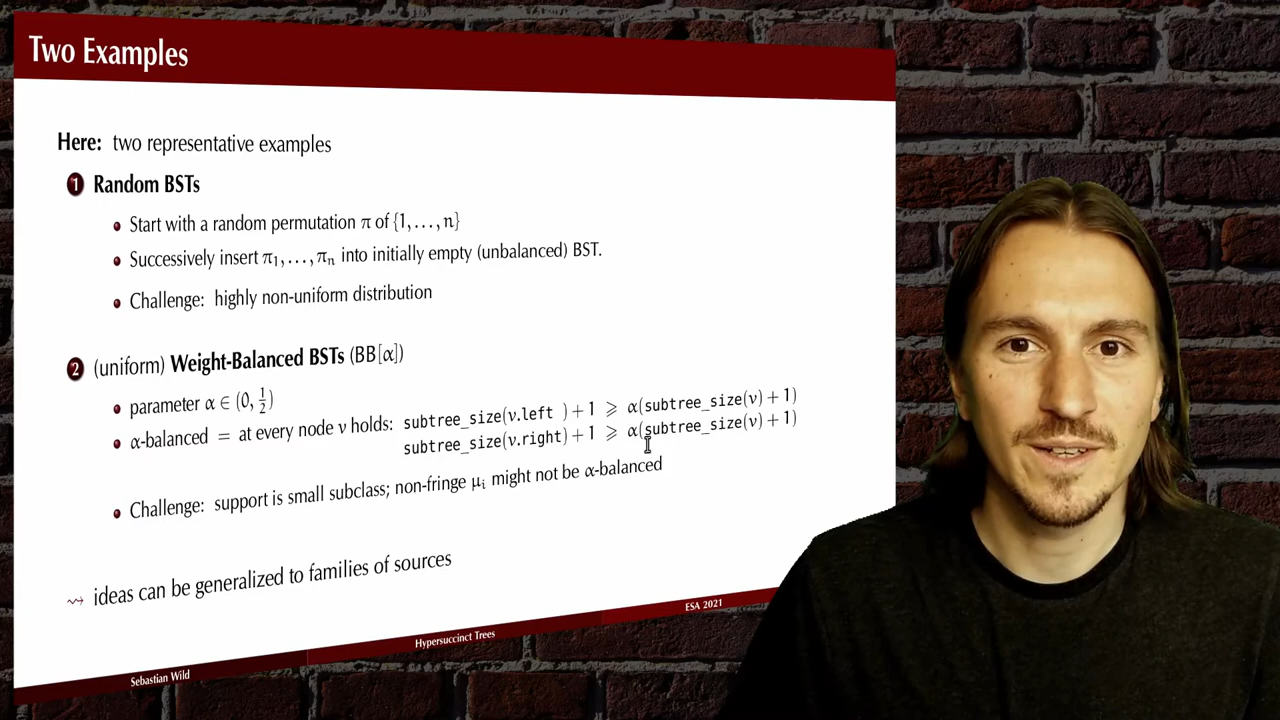 Two Examples
Here: two representative examples
1 Random BSTs
• Start with a random permutation π of {1,...,n}
• Successively insert π₁,...,πₙ into initially empty (unbalanced) BST.
• Challenge: highly non-uniform distribution
2 (uniform) Weight-Balanced BSTs (BB[α])
• parameter α ∈ (0, 1/2)
• α-balanced = at every node v holds: subtree_size(v.left ) + 1 ⩾ α(subtree_size(v) + 1)
subtree_size(v.right) + 1 ⩾ α(subtree_size(v) + 1)
• Challenge: support is small subclass; non-fringe μᵢ might not be α-balanced
⇝ ideas can be generalized to families of sources
Sebastian Wild
Hypersuccinct Trees
ESA 2021